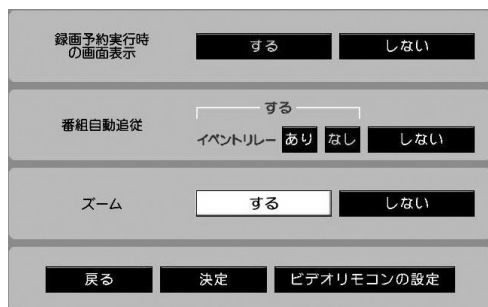 録画予約実行時
の画面表示
する
しない
する
番組自動追従
イベントリレー
あり
なし
しない
ズーム
する
しない
戻る
決定
ビデオリモコンの設定